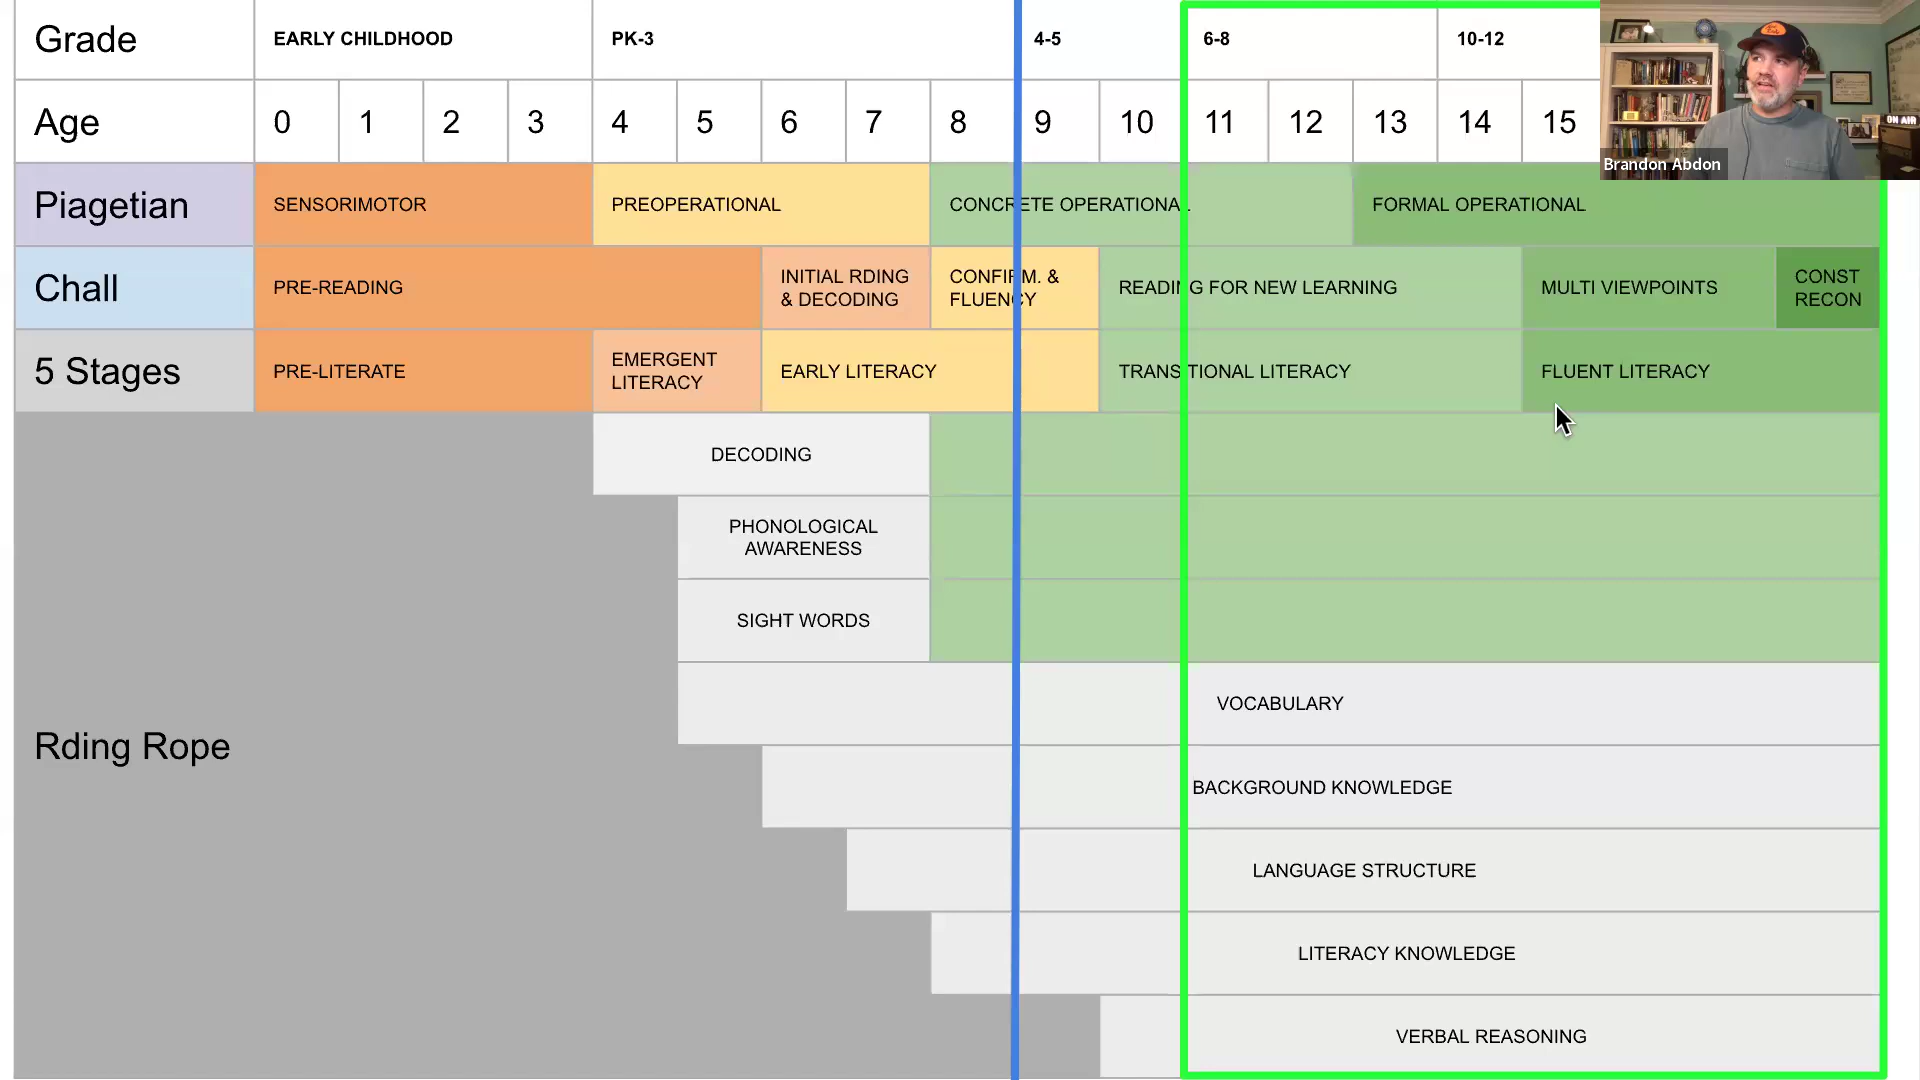 Grade EARLY CHILDHOOD PK-3 4-5 6-8 10-12
Age 0 1 2 3 4 5 6 7 8 9 10 11 12 13 14 15
ON AIR
Brandon Abdon
Piagetian SENSORIMOTOR PREOPERATIONAL CONCRETE OPERATIONAL FORMAL OPERATIONAL
Chall PRE-READING INITIAL RDING & DECODING CONFIRM. & FLUENCY READING FOR NEW LEARNING MULTI VIEWPOINTS CONST RECON
5 Stages PRE-LITERATE EMERGENT LITERACY EARLY LITERACY TRANSITIONAL LITERACY FLUENT LITERACY
Rding Rope
DECODING
PHONOLOGICAL
AWARENESS
SIGHT WORDS
VOCABULARY
BACKGROUND KNOWLEDGE
LANGUAGE STRUCTURE
LITERACY KNOWLEDGE
VERBAL REASONING